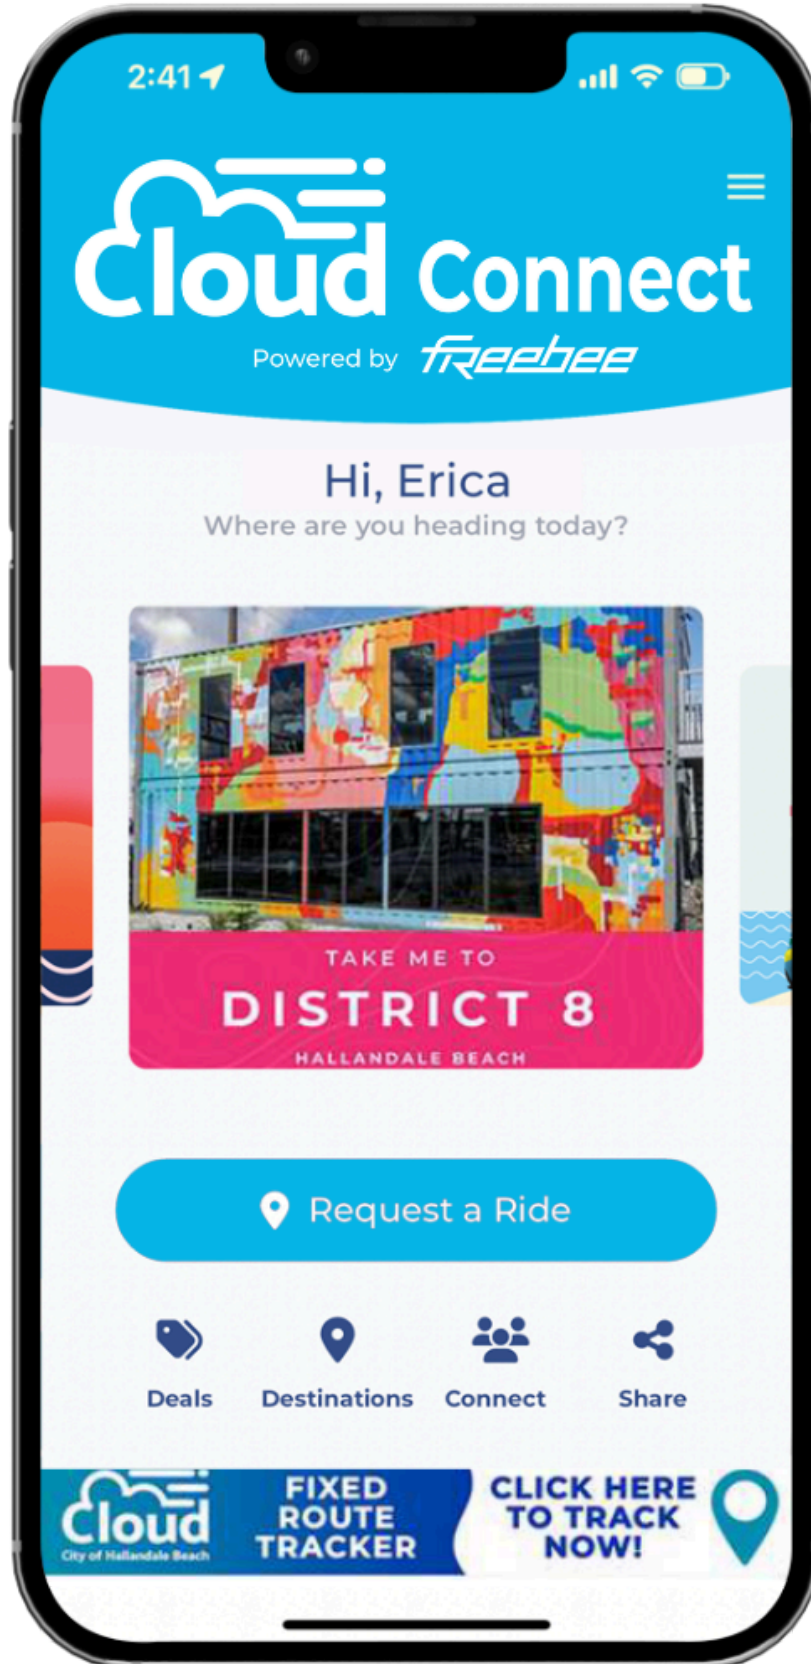 2:41
Cloud Connect
Powered by freebee
Hi, Erica
Where are you heading today?
TAKE ME TO
DISTRICT 8
HALLANDALE BEACH
Request a Ride
Deals Destinations Connect Share
Cloud
City of Hallandale Beach
FIXED
ROUTE
TRACKER
CLICK HERE
TO TRACK
NOW!